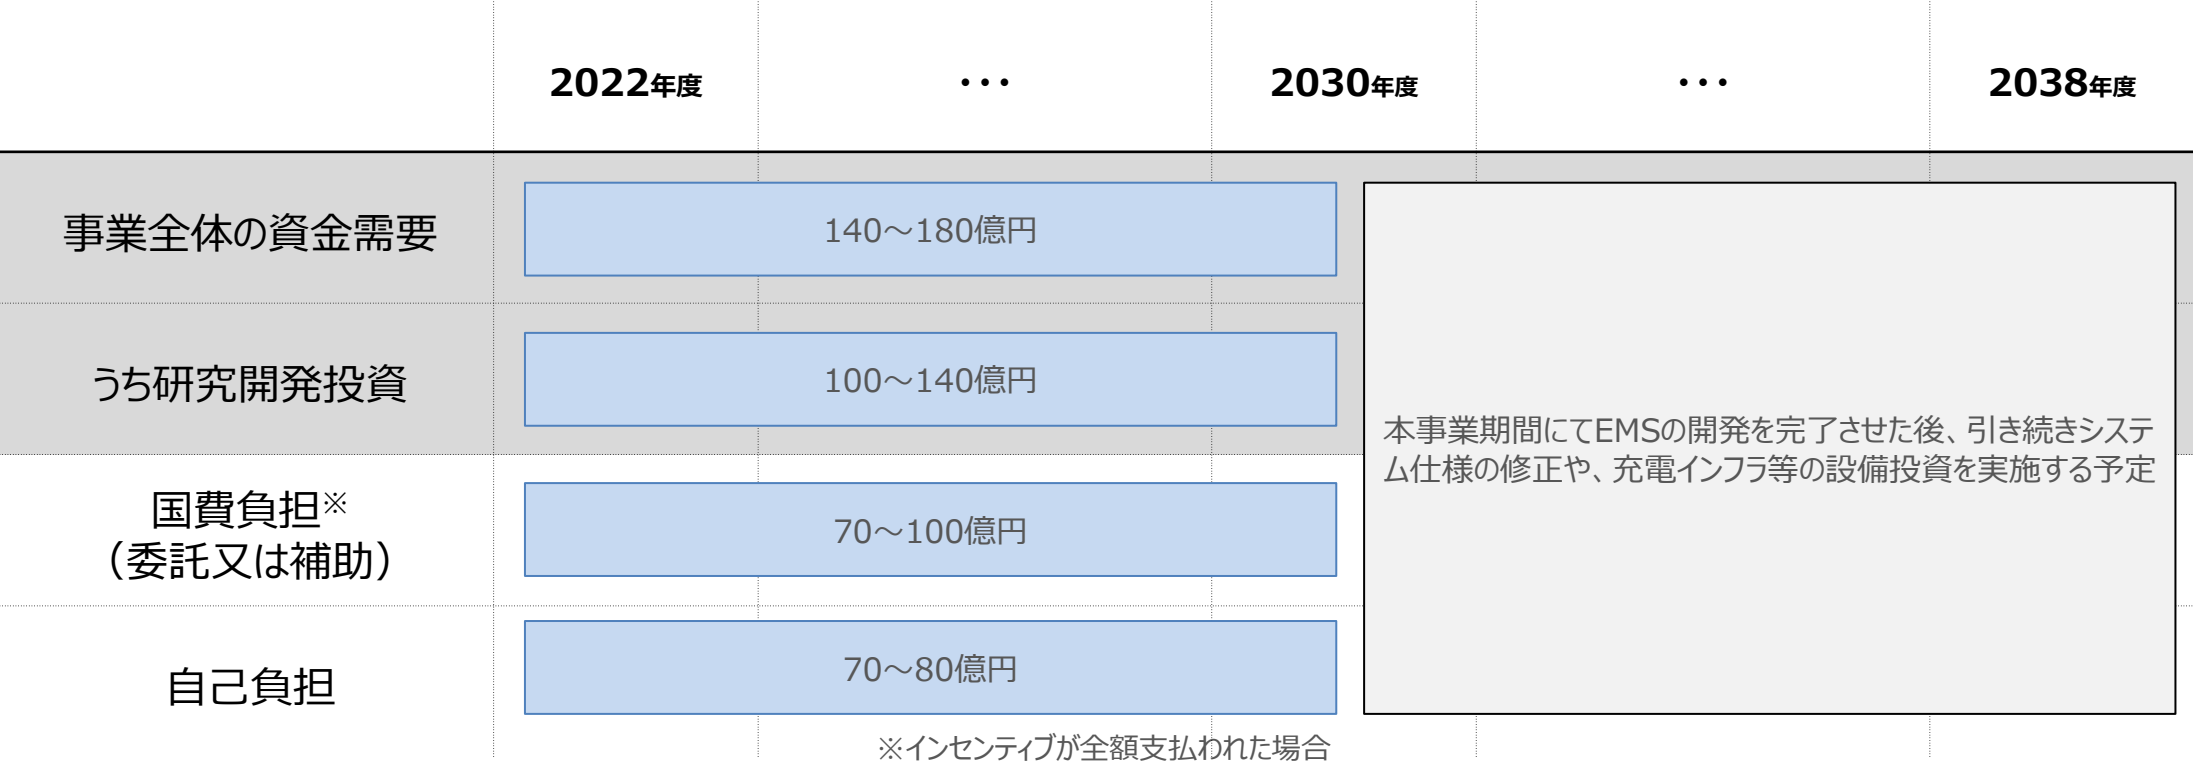 2022年度 ・・・ 2030年度 ・・・ 2038年度
事業全体の資金需要
140～180億円
うち研究開発投資
100～140億円
国費負担※
（委託又は補助）
70～100億円
自己負担
70～80億円
本事業期間にてEMSの開発を完了させた後、引き続きシステ
ム仕様の修正や、充電インフラ等の設備投資を実施する予定
※インセンティブが全額支払われた場合